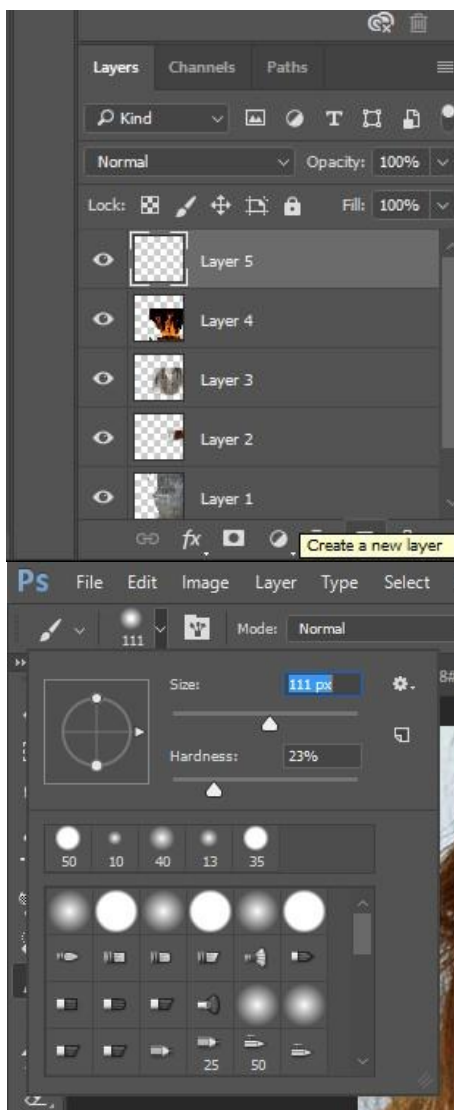 Layers Channels Paths
Kind
Normal Opacity: 100%
Lock: Fill: 100%
Layer 5
Layer 4
Layer 3
Layer 2
Layer 1
fx
Create a new layer
Ps File Edit Image Layer Type Select
111 Mode: Normal
8#
Size: 111 px
Hardness: 23%
50 10 40 13 35
25 50